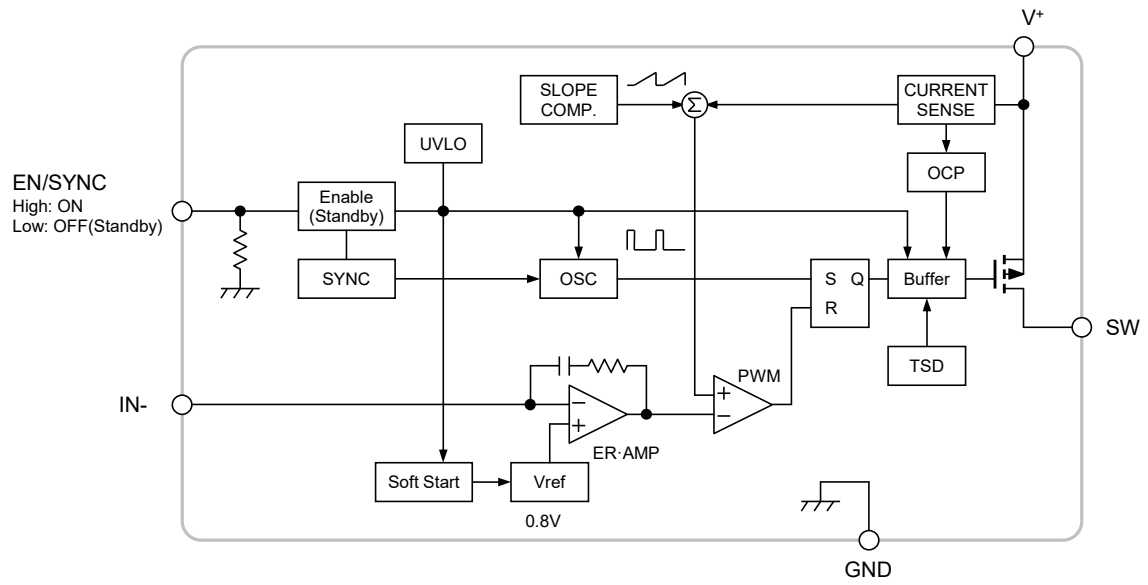 V⁺
SLOPE
COMP.
Σ
CURRENT
SENSE
UVLO
OCP
EN/SYNC
High: ON
Low: OFF(Standby)
Enable
(Standby)
SYNC
OSC
S Q
R
Buffer
SW
TSD
PWM
IN-
−
+
+
−
ER·AMP
Soft Start
Vref
0.8V
GND